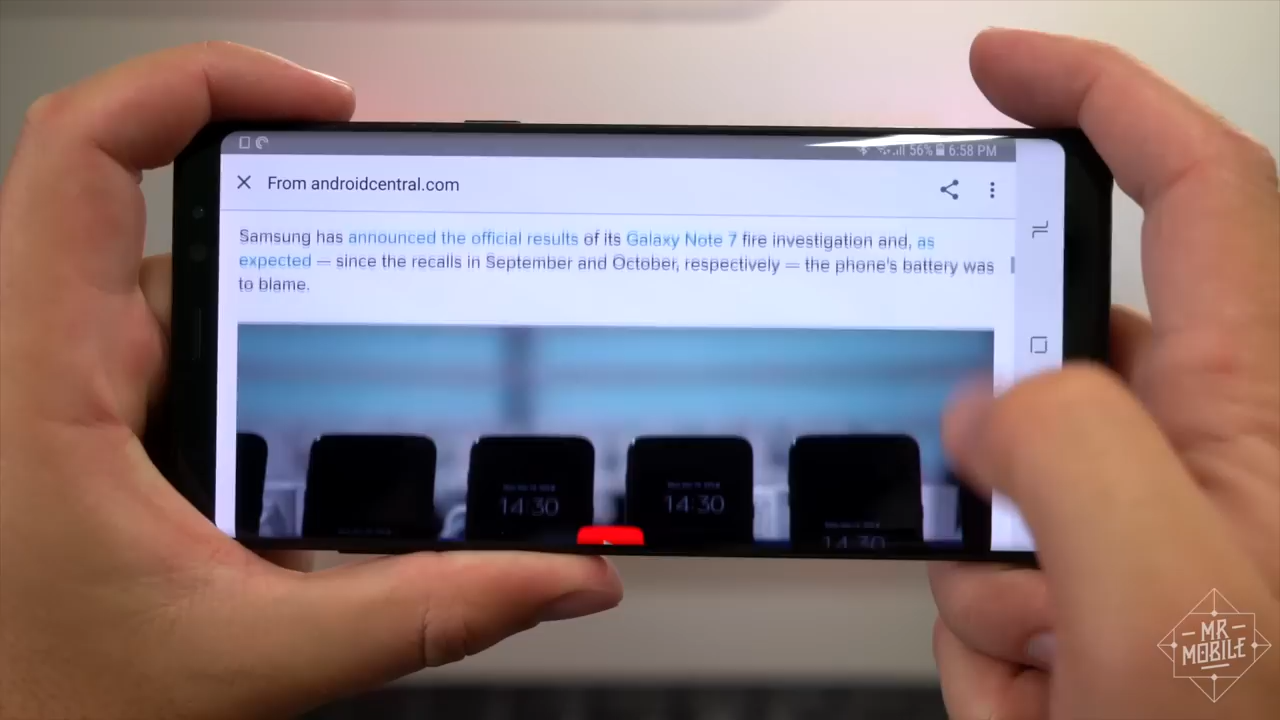 56% 6:58 PM
From androidcentral.com
Samsung has announced the official results of its Galaxy Note 7 fire investigation and, as
expected — since the recalls in September and October, respectively — the phone's battery was
to blame.
14:30
14:30
14:30
MR
MOBILE